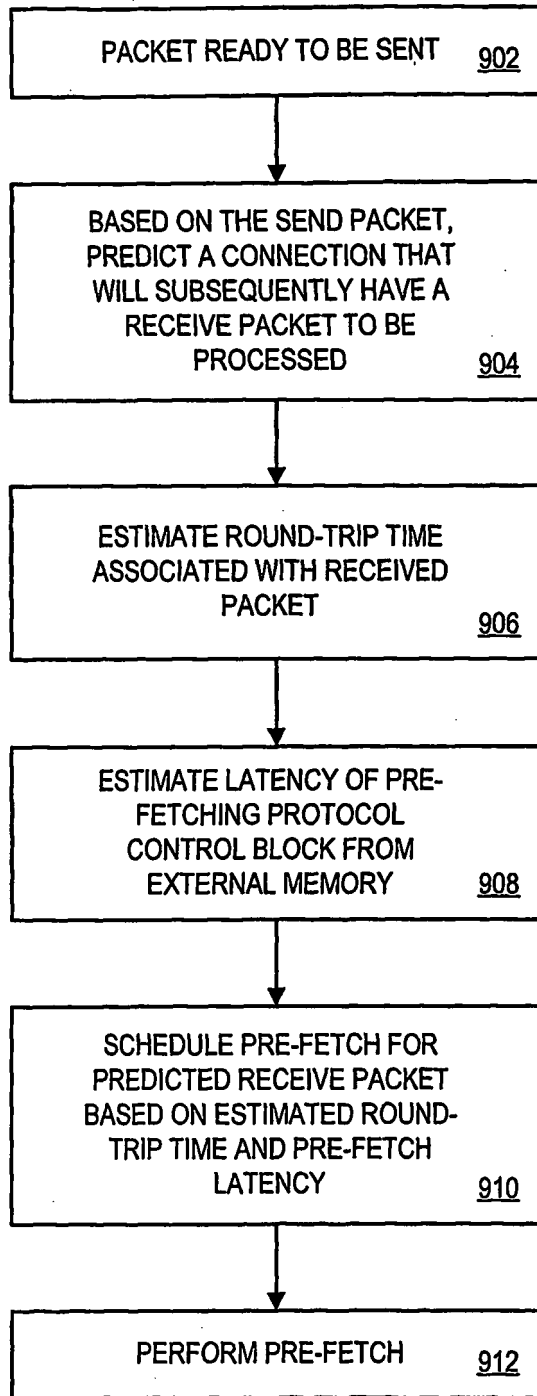 PACKET READY TO BE SENT 902
BASED ON THE SEND PACKET,
PREDICT A CONNECTION THAT
WILL SUBSEQUENTLY HAVE A
RECEIVE PACKET TO BE
PROCESSED
904
ESTIMATE ROUND-TRIP TIME
ASSOCIATED WITH RECEIVED
PACKET
906
ESTIMATE LATENCY OF PRE-
FETCHING PROTOCOL
CONTROL BLOCK FROM
EXTERNAL MEMORY 908
SCHEDULE PRE-FETCH FOR
PREDICTED RECEIVE PACKET
BASED ON ESTIMATED ROUND-
TRIP TIME AND PRE-FETCH
LATENCY 910
PERFORM PRE-FETCH 912